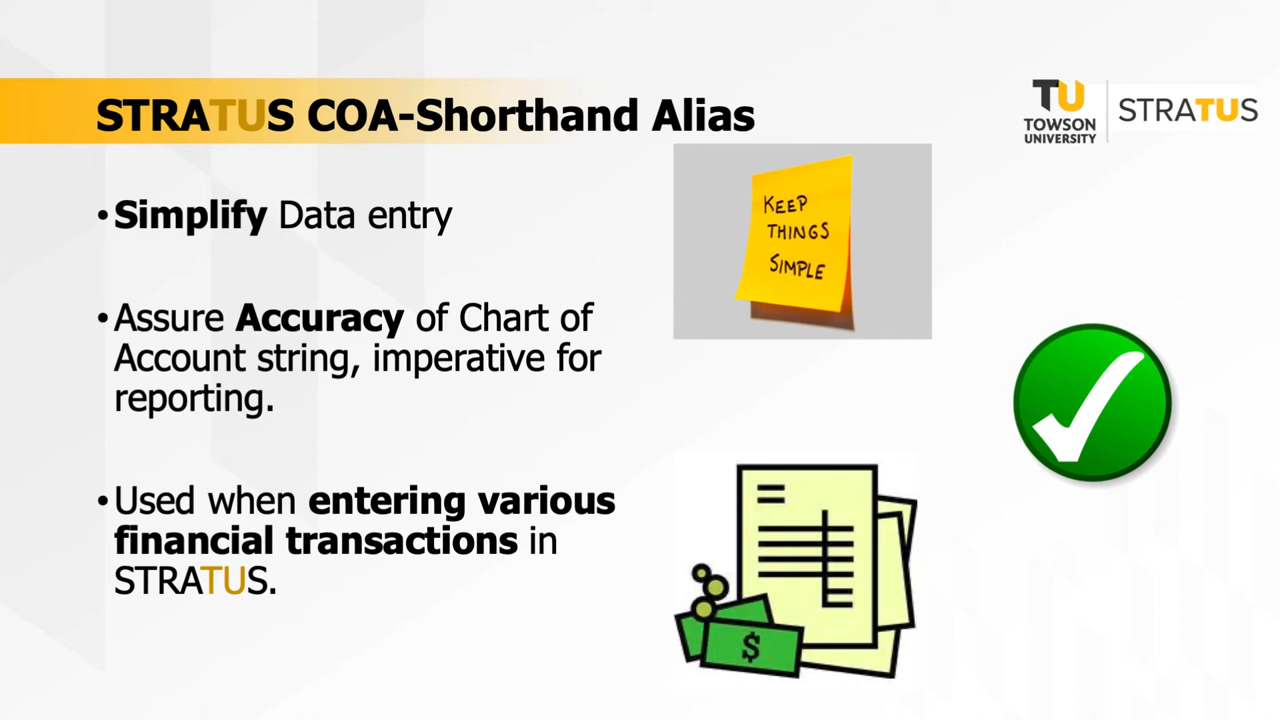 STRATUS COA-Shorthand Alias
TU
TOWSON
UNIVERSITY
STRATUS
• Simplify Data entry
KEEP
THINGS
SIMPLE
• Assure Accuracy of Chart of
Account string, imperative for
reporting.
• Used when entering various
financial transactions in
STRATUS.
$